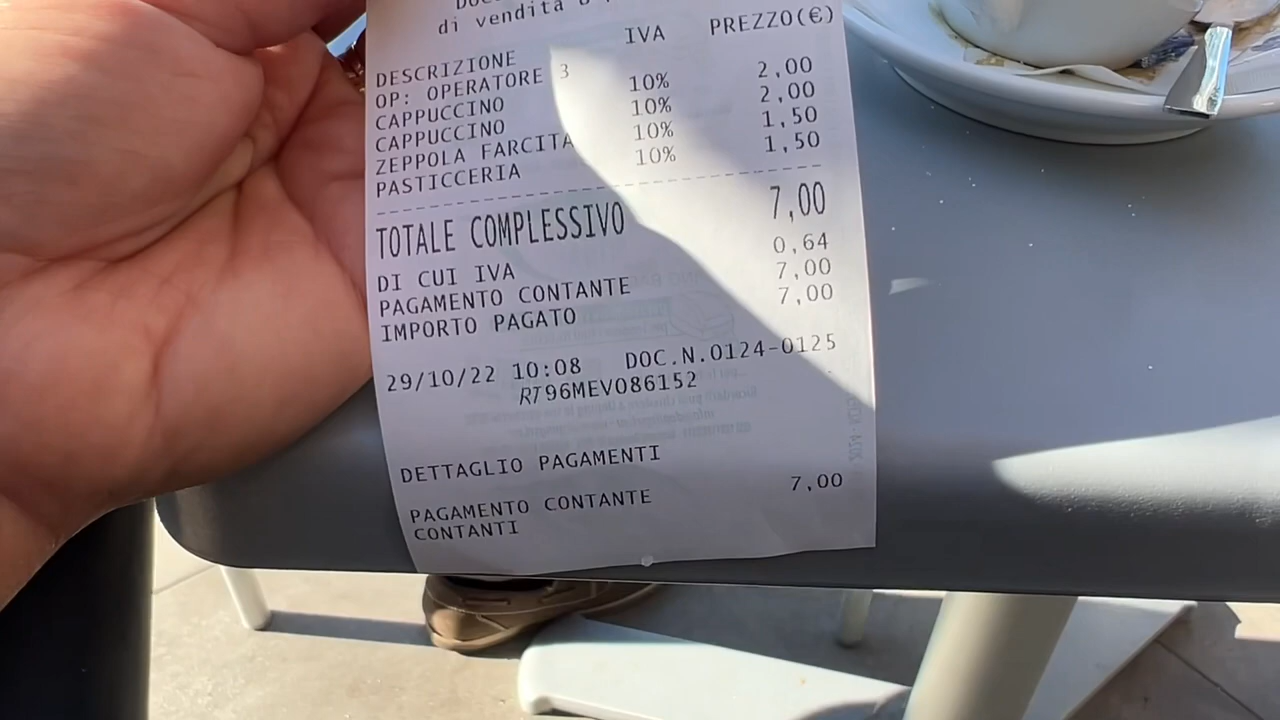 di vendita o
DESCRIZIONE IVA PREZZO(€)
OP: OPERATORE 3
CAPPUCCINO 10% 2,00
CAPPUCCINO 10% 2,00
ZEPPOLA FARCITA 10% 1,50
PASTICCERIA 10% 1,50
TOTALE COMPLESSIVO 7,00
DI CUI IVA 0,64
PAGAMENTO CONTANTE 7,00
IMPORTO PAGATO 7,00
29/10/22 10:08 DOC.N.0124-0125
RT96MEV086152
DETTAGLIO PAGAMENTI
PAGAMENTO CONTANTE 7,00
CONTANTI